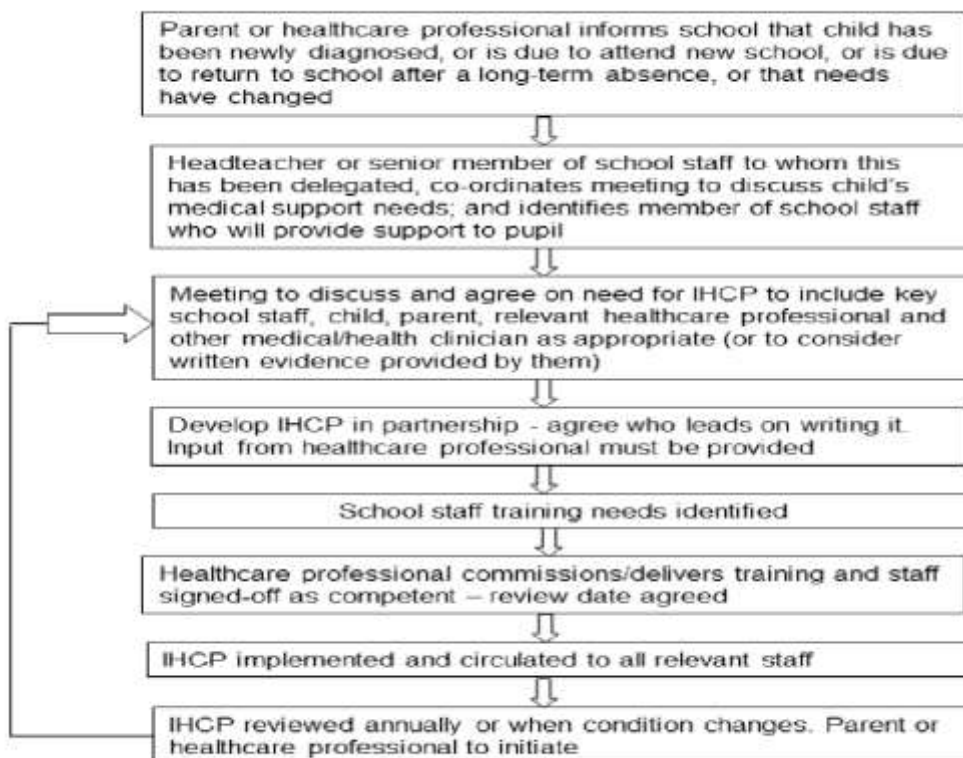 Parent or healthcare professional informs school that child has
been newly diagnosed, or is due to attend new school, or is due
to return to school after a long-term absence, or that needs
have changed
Headteacher or senior member of school staff to whom this
has been delegated, co-ordinates meeting to discuss child's
medical support needs; and identifies member of school staff
who will provide support to pupil
Meeting to discuss and agree on need for IHCP to include key
school staff, child, parent, relevant healthcare professional and
other medical/health clinician as appropriate (or to consider
written evidence provided by them)
Develop IHCP in partnership - agree who leads on writing it.
Input from healthcare professional must be provided
School staff training needs identified
Healthcare professional commissions/delivers training and staff
signed-off as competent – review date agreed
IHCP implemented and circulated to all relevant staff
IHCP reviewed annually or when condition changes. Parent or
healthcare professional to initiate